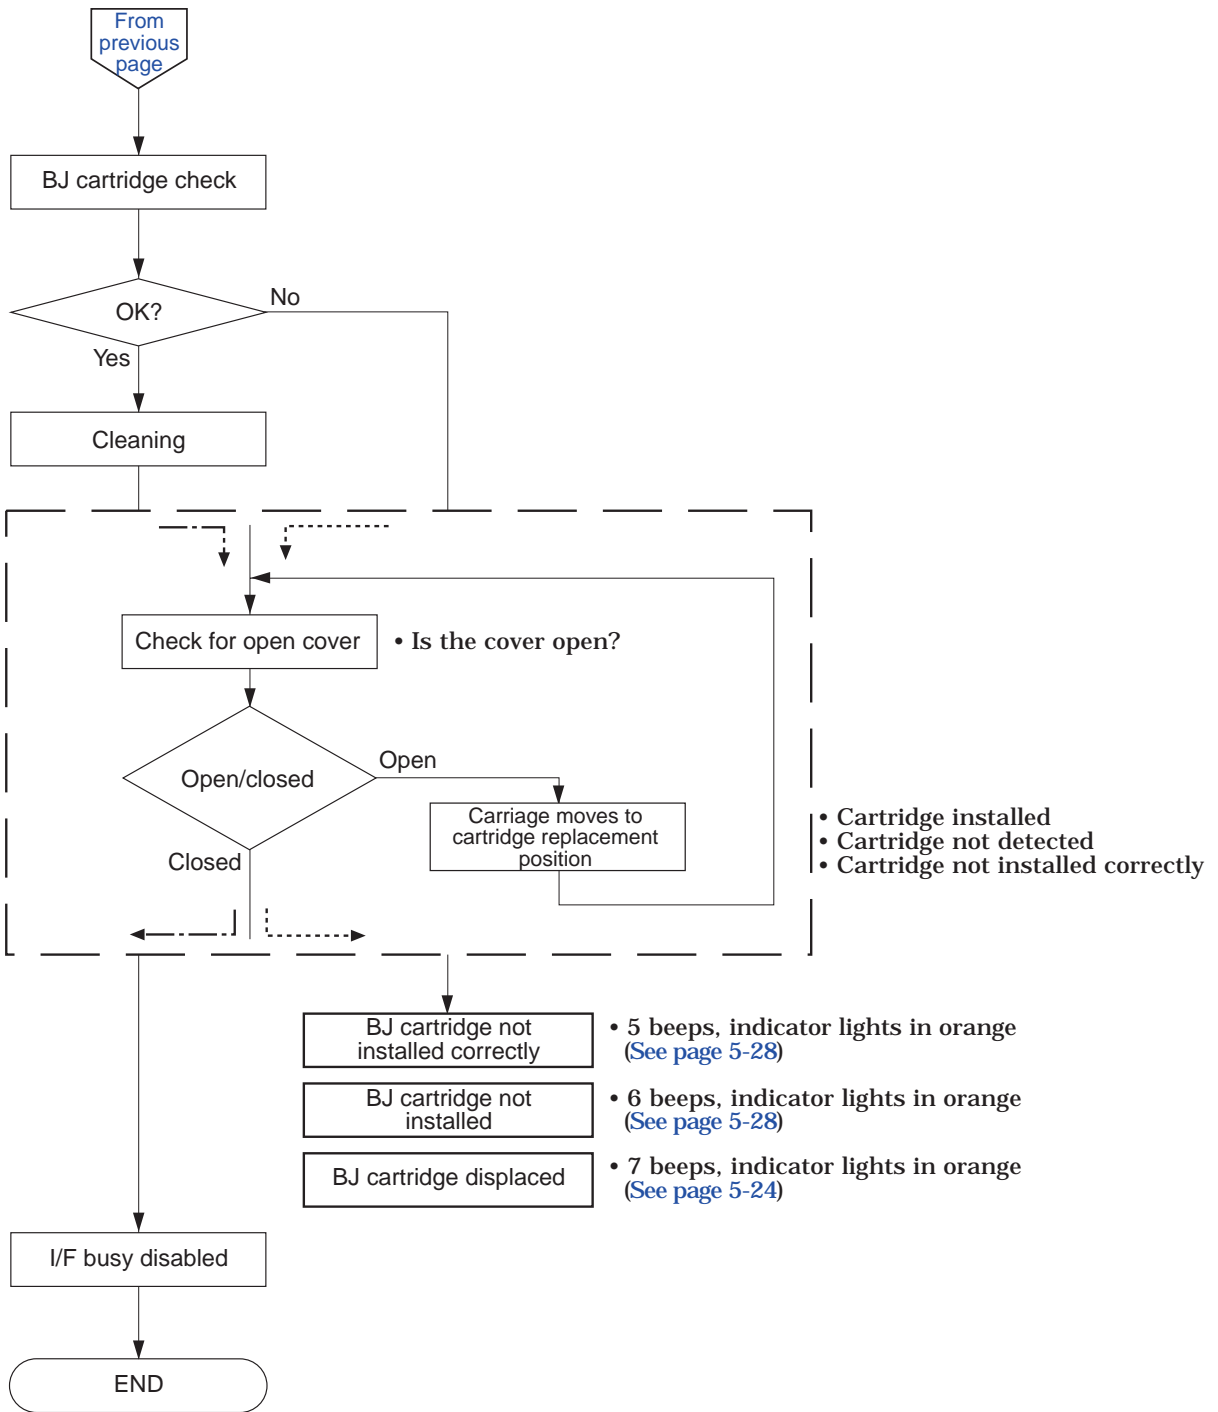 From
previous
page
BJ cartridge check
OK?
No
Yes
Cleaning
Check for open cover
• Is the cover open?
Open/closed
Open
Closed
Carriage moves to
cartridge replacement
position
• Cartridge installed
• Cartridge not detected
• Cartridge not installed correctly
BJ cartridge not
installed correctly
• 5 beeps, indicator lights in orange
(See page 5-28)
BJ cartridge not
installed
• 6 beeps, indicator lights in orange
(See page 5-28)
BJ cartridge displaced
• 7 beeps, indicator lights in orange
(See page 5-24)
I/F busy disabled
END